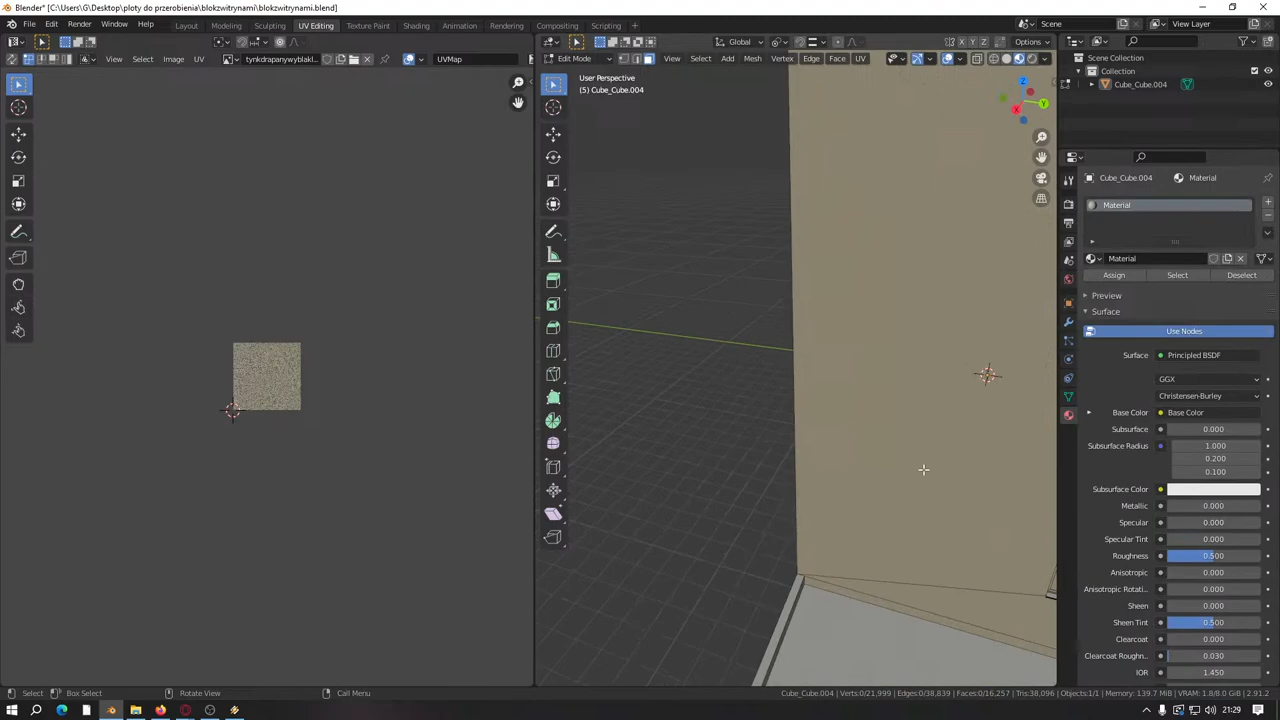 Blender* [C:\Users\G\Desktop\ploty do przerobienia\blokzwitrynami\blokzwitrynami.blend]
File Edit Render Window Help Layout Modeling Sculpting UV Editing Texture Paint Shading Animation Rendering Compositing Scripting Scene View Layer
Global Options
View Select Image UV tynkdrapanywyblakl... UVMap Edit Mode View Select Add Mesh Vertex Edge Face UV
Scene Collection
Collection
Cube_Cube.004
User Perspective
(5) Cube_Cube.004
Z
Y
X
Cube_Cube.004 Material
Material
Material
Assign Select Deselect
Preview
Surface
Use Nodes
Surface Principled BSDF
GGX
Christensen-Burley
Base Color Base Color
Subsurface 0.000
Subsurface Radius 1.000
0.200
0.100
Subsurface Color
Metallic 0.000
Specular 0.000
Specular Tint 0.000
Roughness 0.500
Anisotropic 0.000
Anisotropic Rotati... 0.000
Sheen 0.000
Sheen Tint 0.500
Clearcoat 0.000
Clearcoat Roughn... 0.030
IOR 1.450
Select Box Select Rotate View Call Menu Cube_Cube.004 | Verts:0/21,999 | Edges:0/38,839 | Faces:0/16,257 | Tris:38,096 | Objects:1/1 | Memory: 139.7 MiB | VRAM: 1.8/8.0 GiB | 2.91.2
21:29